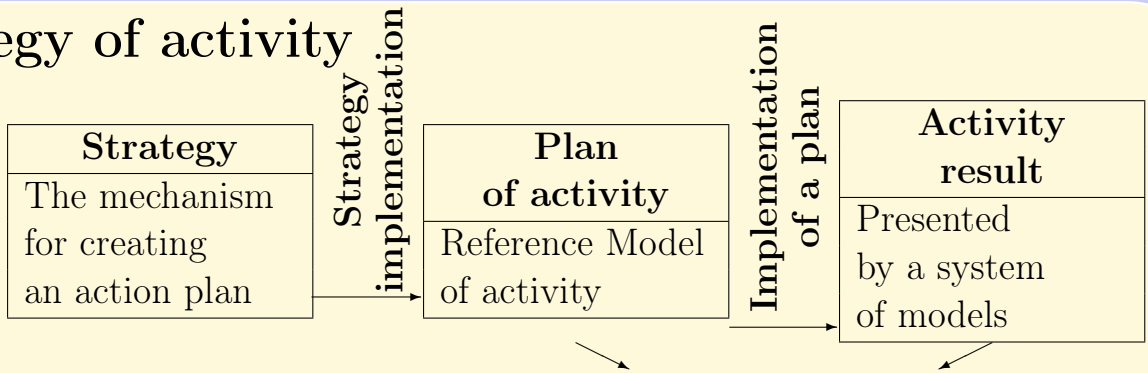 egy of activity
Strategy
The mechanism
for creating
an action plan
Strategy
implementation
Plan
of activity
Reference Model
of activity
Implementation
of a plan
Activity
result
Presented
by a system
of models